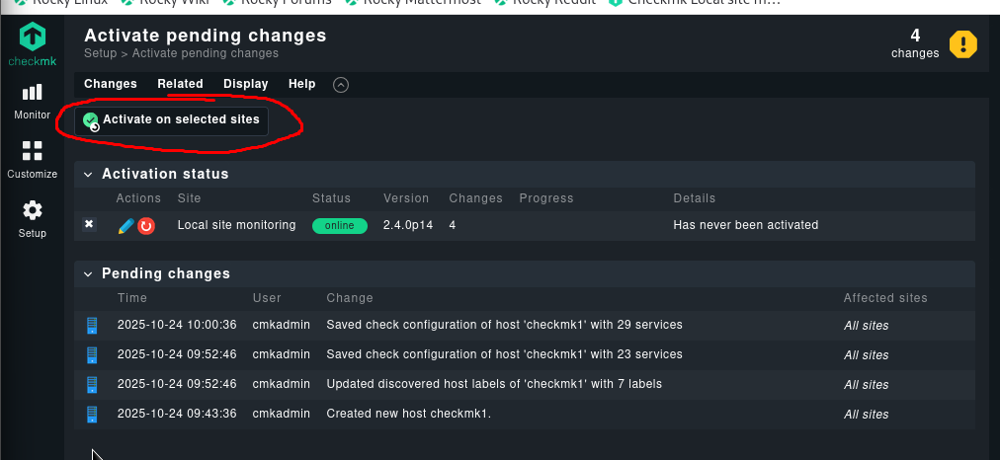 Rocky Linux Rocky Wiki Rocky Forums Rocky Mattermost Rocky Reddit Checkmk Local site m...
Activate pending changes
Setup > Activate pending changes
4
changes
checkmk
Monitor
Customize
Setup
Changes Related Display Help
Activate on selected sites
Activation status
Actions Site Status Version Changes Progress Details
Local site monitoring online 2.4.0p14 4 Has never been activated
Pending changes
Time User Change Affected sites
2025-10-24 10:00:36 cmkadmin Saved check configuration of host 'checkmk1' with 29 services All sites
2025-10-24 09:52:46 cmkadmin Saved check configuration of host 'checkmk1' with 23 services All sites
2025-10-24 09:52:46 cmkadmin Updated discovered host labels of 'checkmk1' with 7 labels All sites
2025-10-24 09:43:36 cmkadmin Created new host checkmk1. All sites